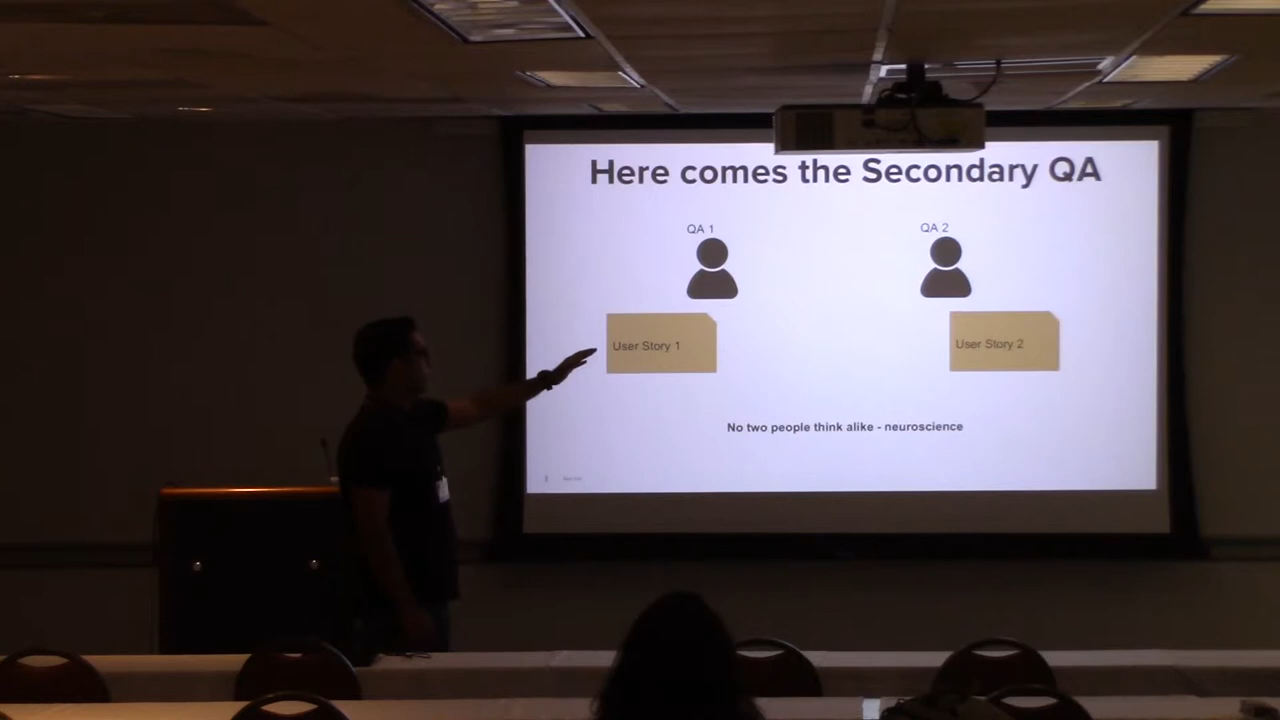 Here comes the Secondary QA
QA 1
QA 2
User Story 1
User Story 2
No two people think alike - neuroscience